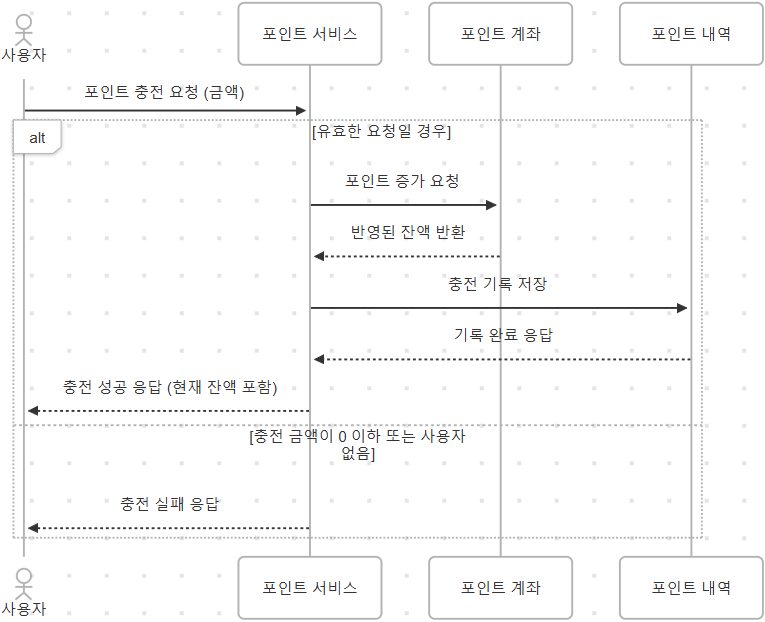 사용자
포인트 서비스
포인트 계좌
포인트 내역
포인트 충전 요청 (금액)
alt
[유효한 요청일 경우]
포인트 증가 요청
반영된 잔액 반환
충전 기록 저장
기록 완료 응답
충전 성공 응답 (현재 잔액 포함)
[충전 금액이 0 이하 또는 사용자
없음]
충전 실패 응답
사용자
포인트 서비스
포인트 계좌
포인트 내역